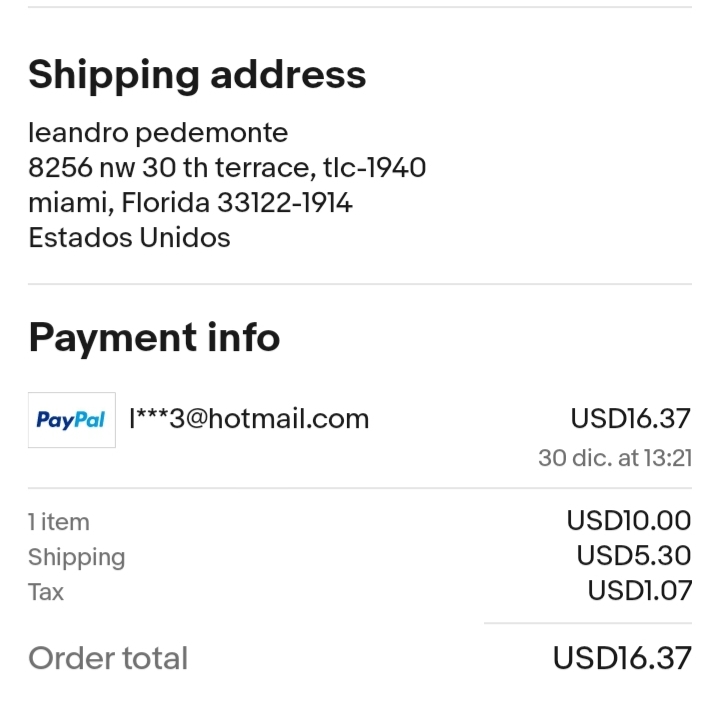 Shipping address
leandro pedemonte
8256 nw 30 th terrace, tlc-1940
miami, Florida 33122-1914
Estados Unidos
Payment info
PayPal l***3@hotmail.com USD16.37
30 dic. at 13:21
1 item USD10.00
Shipping USD5.30
Tax USD1.07
Order total USD16.37